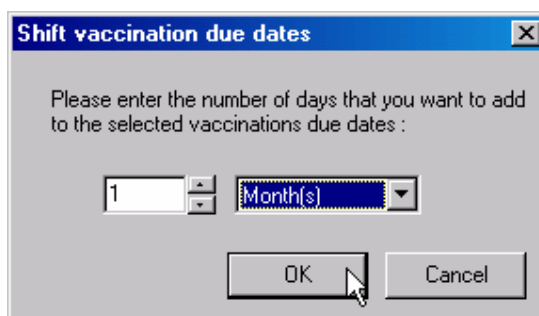 Shift vaccination due dates
Please enter the number of days that you want to add
to the selected vaccinations due dates :
1 Month(s)
OK Cancel